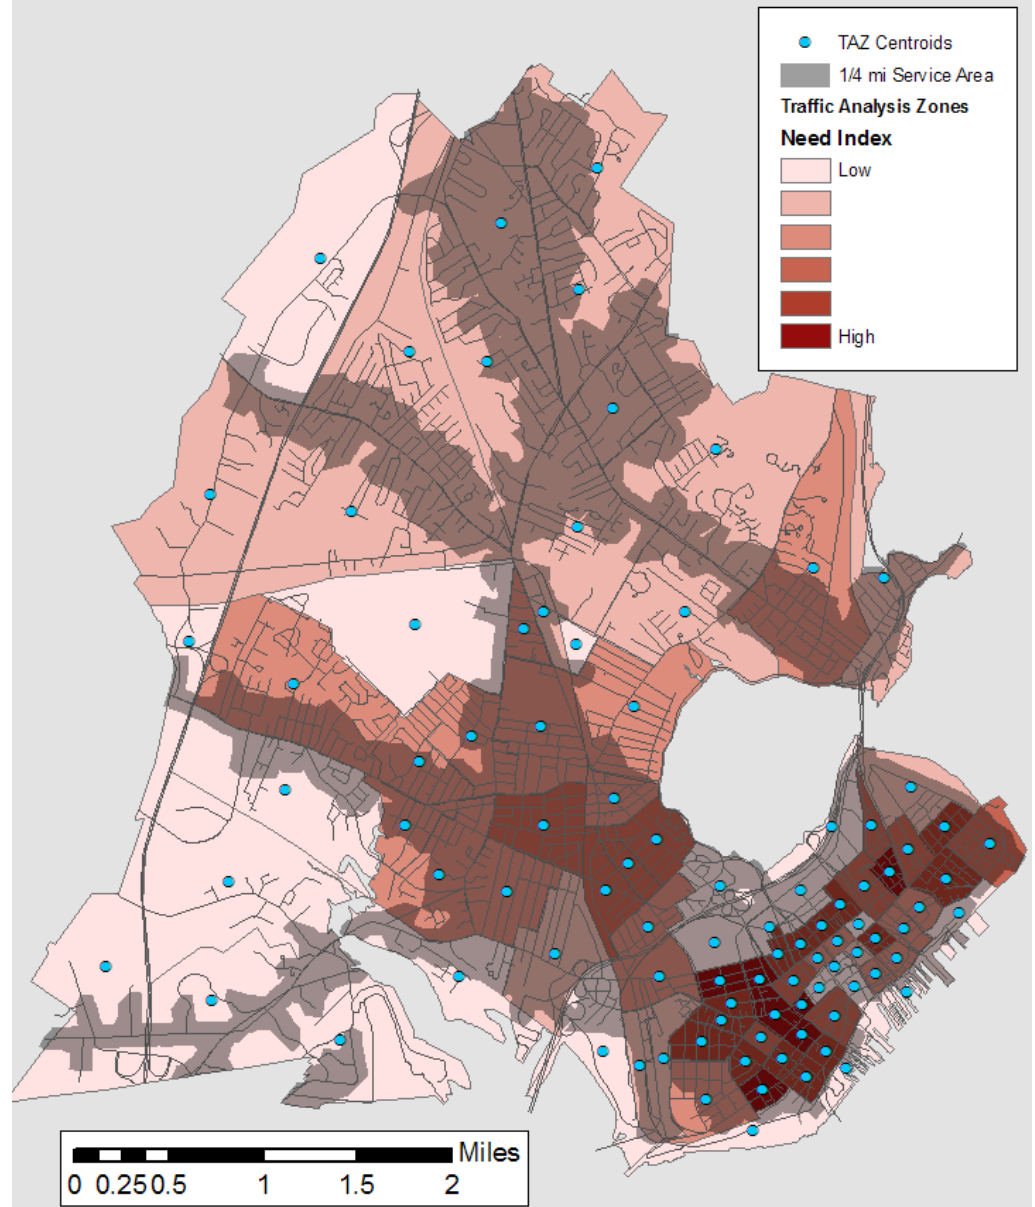 TAZ Centroids
1/4 mi Service Area
Traffic Analysis Zones
Need Index
Low
High
Miles
0 0.25 0.5 1 1.5 2